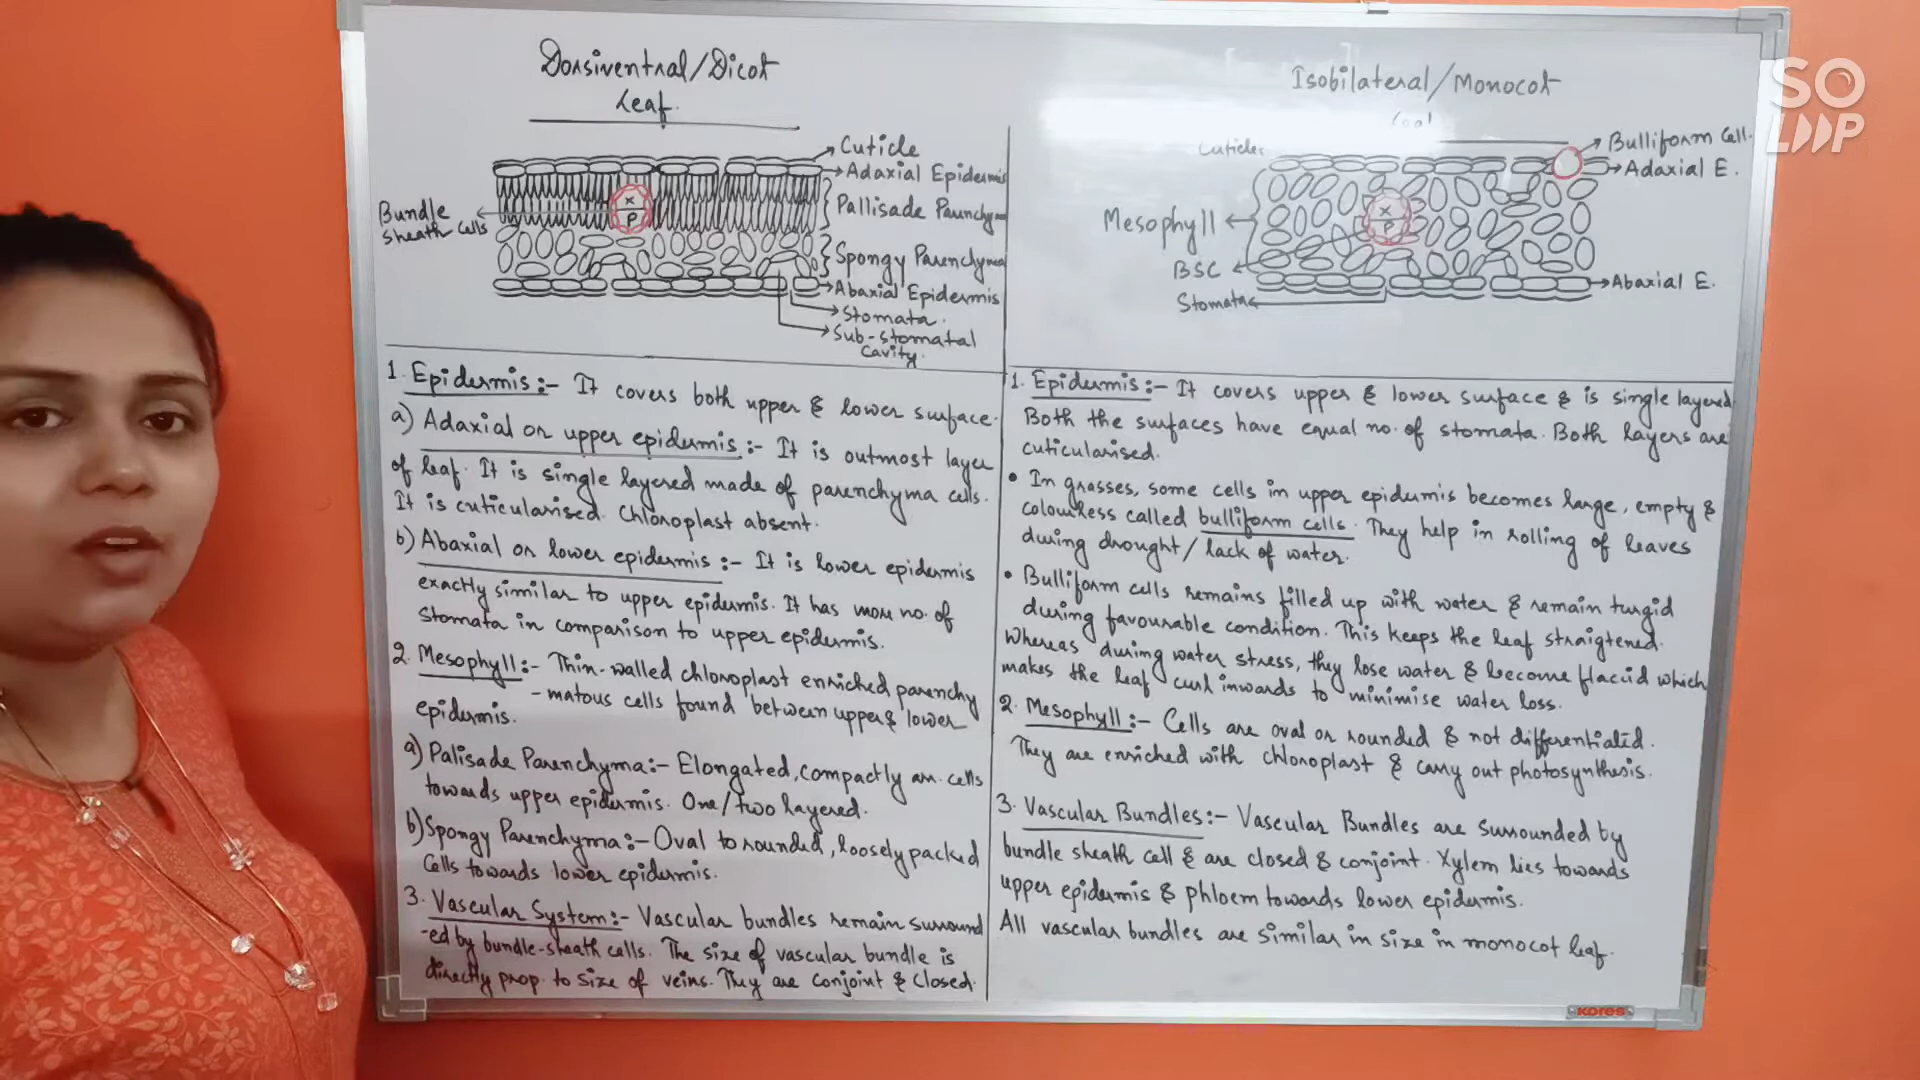 SO
LOOP
Dorsiventral/Dicot
Leaf.
Cuticle
Adaxial Epidermis
Pallisade Parenchyma
Bundle
Sheath Cells
X
P
Spongy Parenchyma
Abaxial Epidermis
Stomata.
Sub-stomatal
Cavity.
1. Epidermis:- It covers both upper & lower surface.
a) Adaxial or upper epidermis:- It is outmost layer
of leaf. It is single layered made of parenchyma cells.
It is cuticularised. Chloroplast absent.
b) Abaxial or lower epidermis:- It is lower epidermis
exactly similar to upper epidermis. It has more no. of
Stomata in comparison to upper epidermis.
2. Mesophyll:- Thin-walled chloroplast enriched parenchy
-matous cells found between upper & lower
epidermis.
a) Palisade Parenchyma:- Elongated, compactly arr. cells
towards upper epidermis. One/two layered.
b) Spongy Parenchyma:- Oval to rounded, loosely packed
Cells towards lower epidermis.
3. Vascular System:- Vascular bundles remain surround
-ed by bundle-sheath cells. The size of vascular bundle is
directly prop. to size of veins. They are conjoint & closed.
Isobilateral/Monocot
Cuticle
Bulliform Cell.
Adaxial E.
Mesophyll
X
P
BSC
Stomata
Abaxial E.
1. Epidermis:- It covers upper & lower surface & is single layered
Both the surfaces have equal no. of stomata. Both layers are
cuticularised.
• In grasses, some cells in upper epidermis becomes large, empty &
colourless called bulliform cells. They help in rolling of leaves
during drought/lack of water.
• Bulliform cells remains filled up with water & remain turgid
during favourable condition. This keeps the leaf straigtened.
Whereas during water stress, they lose water & become flaccid which
makes the leaf curl inwards to minimise water loss.
2. Mesophyll:- Cells are oval or rounded & not differentiated.
They are enriched with chloroplast & carry out photosynthesis.
3. Vascular Bundles:- Vascular Bundles are surrounded by
bundle sheath cell & are closed & conjoint. Xylem lies towards
upper epidermis & phloem towards lower epidermis.
All vascular bundles are similar in size in monocot leaf.
Kores